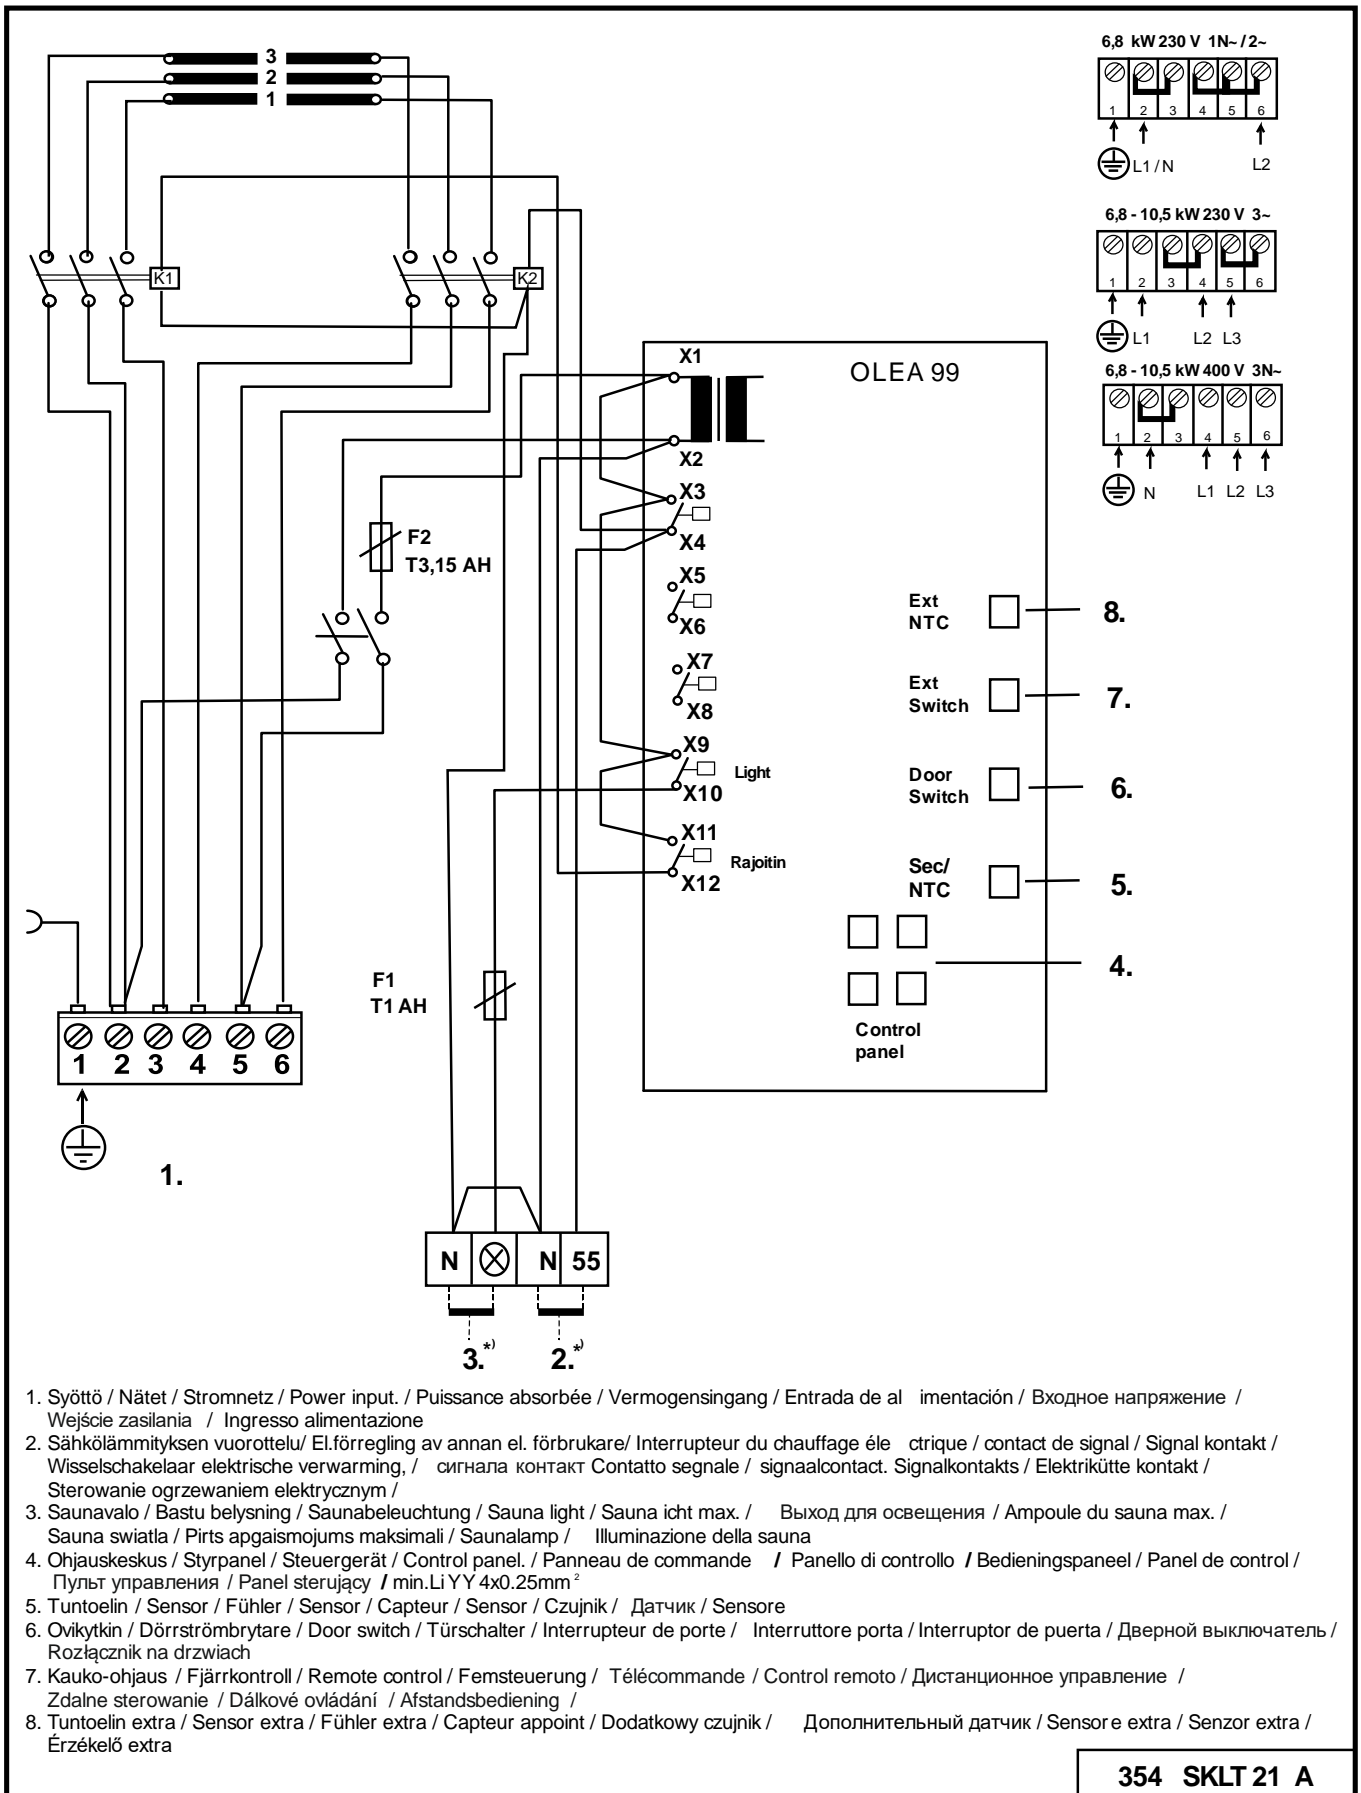 3
2
1
6,8 kW 230 V 1N~ / 2~
1 2 3 4 5 6
L1 / N L2
6,8 - 10,5 kW 230 V 3~
1 2 3 4 5 6
L1 L2 L3
6,8 - 10,5 kW 400 V 3N~
1 2 3 4 5 6
N L1 L2 L3
K1
K2
OLEA 99
X1
X2
X3
X4
X5
X6
X7
X8
X9
Light
X10
X11
Rajoitin
X12
F2
T3,15 AH
Ext
NTC
8.
Ext
Switch
7.
Door
Switch
6.
Sec/
NTC
5.
4.
Control
panel
F1
T1 AH
1 2 3 4 5 6
1.
N N 55
3.*) 2.*)
1. Syöttö / Nätet / Stromnetz / Power input. / Puissance absorbée / Vermogensingang / Entrada de al imentación / Входное напряжение /
Wejście zasilania / Ingresso alimentazione
2. Sähkölämmityksen vuorottelu/ El.förregling av annan el. förbrukare/ Interrupteur du chauffage éle ctrique / contact de signal / Signal kontakt /
Wisselschakelaar elektrische verwarming, / сигнала контакт Contatto segnale / signaalcontact. Signalkontakts / Elektrikütte kontakt /
Sterowanie ogrzewaniem elektrycznym /
3. Saunavalo / Bastu belysning / Saunabeleuchtung / Sauna light / Sauna icht max. / Выход для освещения / Ampoule du sauna max. /
Sauna swiatla / Pirts apgaismojums maksimali / Saunalamp / Illuminazione della sauna
4. Ohjauskeskus / Styrpanel / Steuergerät / Control panel. / Panneau de commande / Panello di controllo / Bedieningspaneel / Panel de control /
Пульт управления / Panel sterujący / min.Li YY 4x0.25mm²
5. Tuntoelin / Sensor / Fühler / Sensor / Capteur / Sensor / Czujnik / Датчик / Sensore
6. Ovikytkin / Dörrströmbrytare / Door switch / Türschalter / Interrupteur de porte / Interruttore porta / Interruptor de puerta / Дверной выключатель /
Rozłącznik na drzwiach
7. Kauko-ohjaus / Fjärrkontroll / Remote control / Femsteuerung / Télécommande / Control remoto / Дистанционное управление /
Zdalne sterowanie / Dálkové ovládání / Afstandsbediening /
8. Tuntoelin extra / Sensor extra / Fühler extra / Capteur appoint / Dodatkowy czujnik / Дополнительный датчик / Sensore extra / Senzor extra /
Érzékelő extra
354 SKLT 21 A